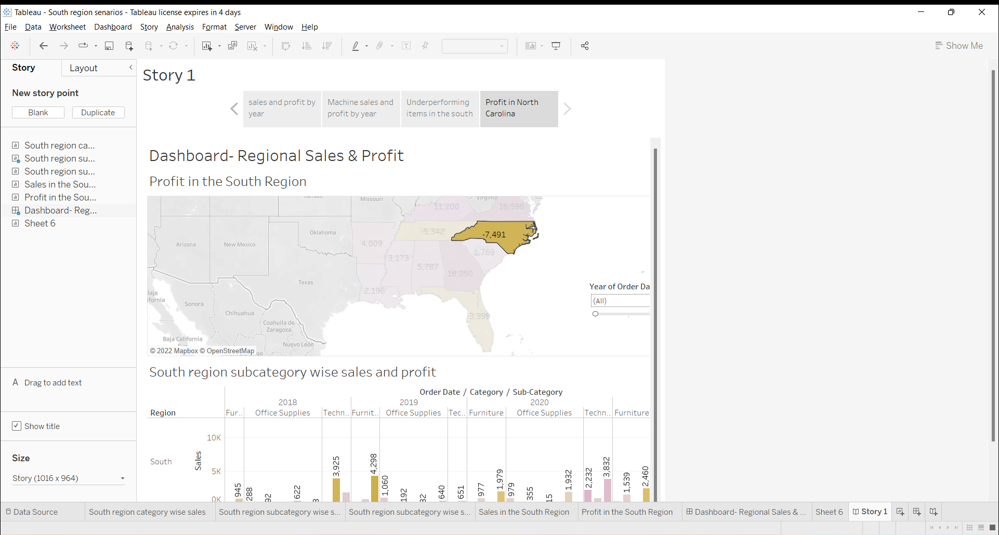 Tableau - South region senarios - Tableau license expires in 4 days
File Data Worksheet Dashboard Story Analysis Format Server Window Help
Show Me
Story Layout
New story point
Blank Duplicate
South region ca...
South region su...
South region su...
Sales in the Sou...
Profit in the Sou...
Dashboard- Reg...
Sheet 6
A Drag to add text
Show title
Size
Story (1016 x 964)
Story 1
sales and profit by
year
Machine sales and
profit by year
Underperforming
items in the south
Profit in North
Carolina
Dashboard- Regional Sales & Profit
Profit in the South Region
Kansas
Missouri
Virginia
11,200
18,598
Oklahoma
-5,342
-7,491
Arizona
New Mexico
4,009
1,769
3,173
5,787
16,250
Texas
2,196
Baja
ifornia
Sonora
Chihuahua
-3,399
Coahuila de
Zaragoza
Baja California
Sur
Nuevo León
© 2022 Mapbox © OpenStreetMap
Year of Order Da
(All)
South region subcategory wise sales and profit
Order Date / Category / Sub-Category
2018 2019 2020
Region Fur.. Office Supplies Techn.. Furnit.. Office Supplies Tec.. Furniture Office Supplies Techn.. Furniture
10K
South
Sales
5K
0K
945
288
92
622
3
3,925
4,298
1,060
192
32
640
651
977
1,979
979
355
15
1,932
2,232
3,832
1,539
2,460
Data Source South region category wise sales South region subcategory wise s... South region subcategory wise s... Sales in the South Region Profit in the South Region Dashboard- Regional Sales & ... Sheet 6 Story 1